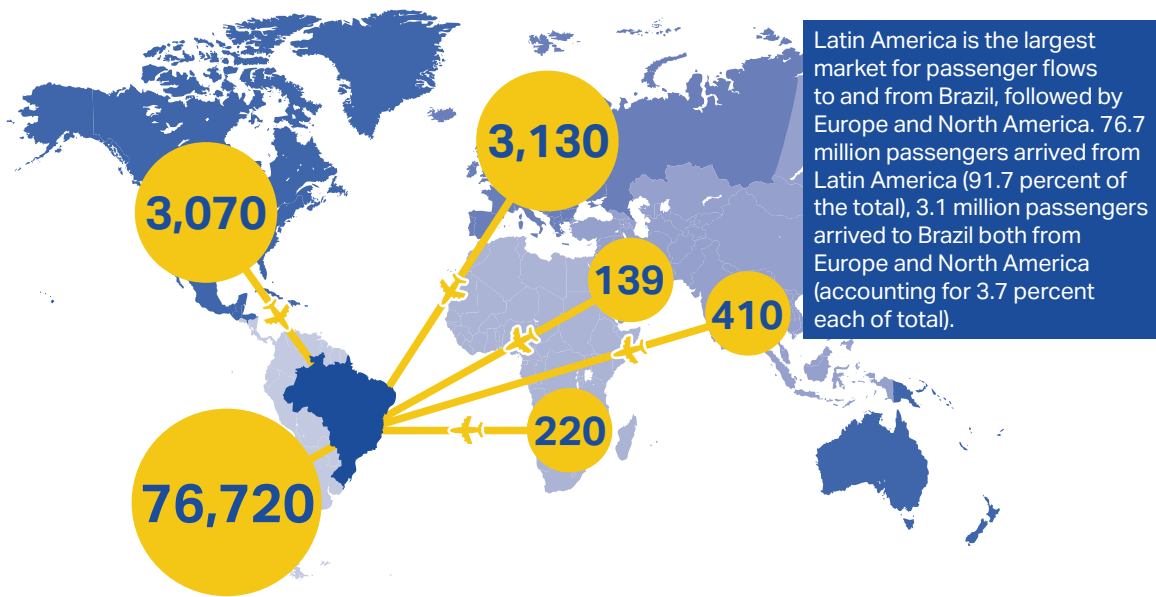 Latin America is the largest
market for passenger flows
to and from Brazil, followed by
Europe and North America. 76.7
million passengers arrived from
Latin America (91.7 percent of
the total), 3.1 million passengers
arrived to Brazil both from
Europe and North America
(accounting for 3.7 percent
each of total).
3,130
3,070
139
410
220
76,720